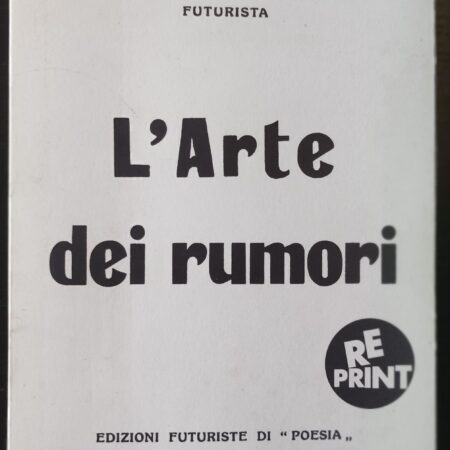 FUTURISTA
L'Arte
dei rumori
RE
PRINT
EDIZIONI FUTURISTE DI “ POESIA „